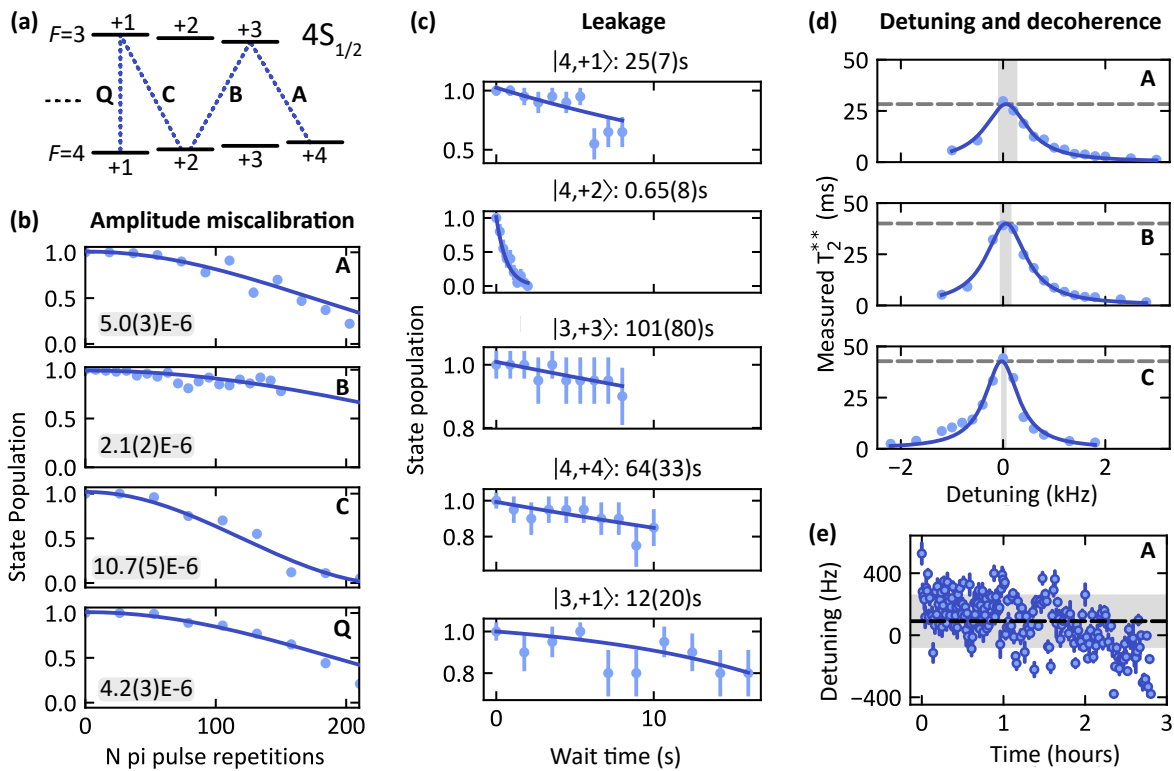 (a)
+1 +2 +3 4S1/2
F=3
Q C B A
F=4
+1 +2 +3 +4
(b) Amplitude miscalibration
State Population
1.0
0.5
0.0
A
5.0(3)E-6
1.0
0.5
0.0
B
2.1(2)E-6
1.0
0.5
0.0
C
10.7(5)E-6
1.0
0.5
0.0
Q
4.2(3)E-6
0 100 200
N pi pulse repetitions
(c) Leakage
State population
|4,+1⟩: 25(7)s
1.0
0.5
|4,+2⟩: 0.65(8)s
1.0
0.5
0.0
|3,+3⟩: 101(80)s
1.0
0.8
|4,+4⟩: 64(33)s
1.0
0.8
|3,+1⟩: 12(20)s
1.0
0.8
0 10
Wait time (s)
(d) Detuning and decoherence
Measured T2** (ms)
50
25
0
A
50
25
0
B
50
25
0
C
−2 0 2
Detuning (kHz)
(e)
A
Detuning (Hz)
400
0
−400
0 1 2 3
Time (hours)